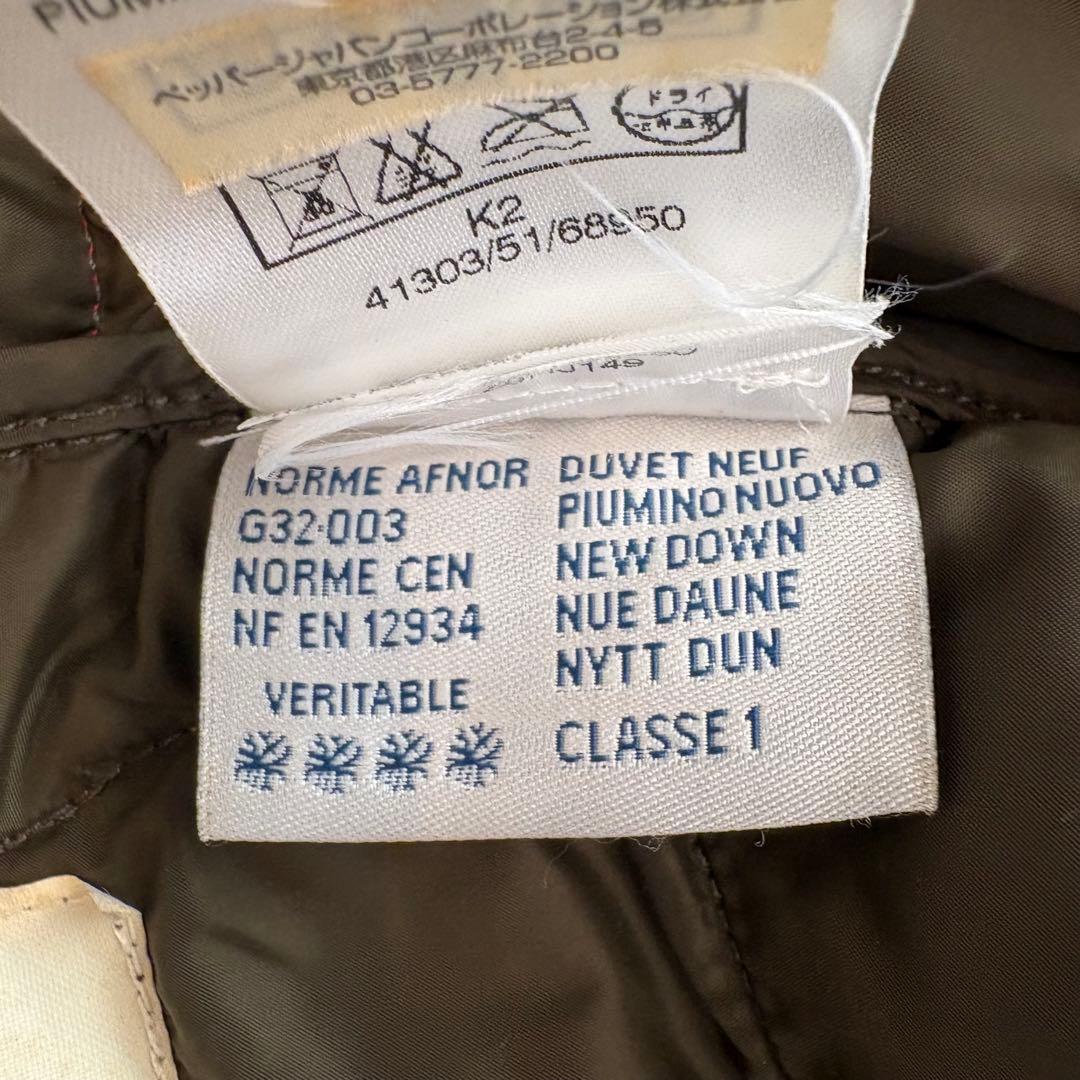 ペッパージャパンコーポレーション株式会社
東京都港区麻布台2-4-5
03-5777-2200
ドライ
K2
41303/51/68950
NORME AFNOR
G32-003
NORME CEN
NF EN 12934
VERITABLE
DUVET NEUF
PIUMINO NUOVO
NEW DOWN
NUE DAUNE
NYTT DUN
CLASSE 1